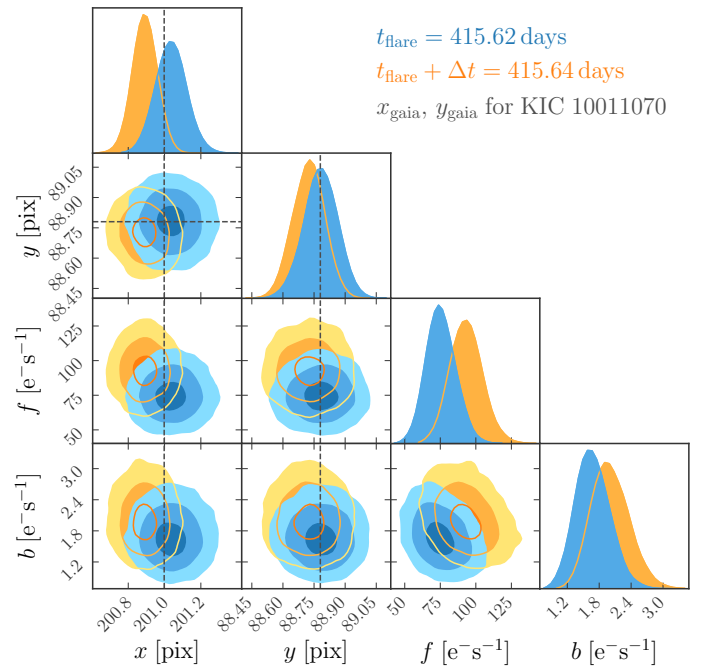 t_flare = 415.62 days
t_flare + Δt = 415.64 days
x_gaia, y_gaia for KIC 10011070
y [pix]
89.05
88.90
88.75
88.60
88.45
f [e⁻s⁻¹]
125
100
75
50
b [e⁻s⁻¹]
3.0
2.4
1.8
1.2
200.8 201.0 201.2
88.45 88.60 88.75 88.90 89.05
50 75 100 125
1.2 1.8 2.4 3.0
x [pix] y [pix] f [e⁻s⁻¹] b [e⁻s⁻¹]